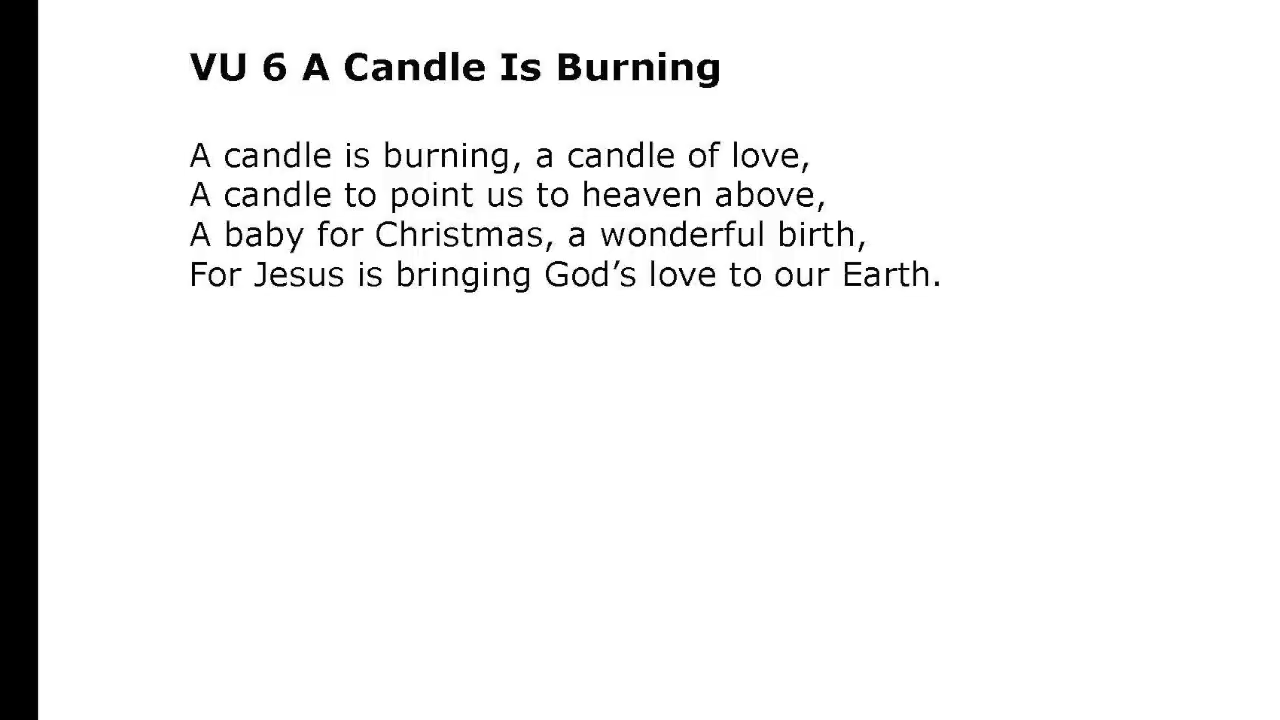 VU 6 A Candle Is Burning
A candle is burning, a candle of love,
A candle to point us to heaven above,
A baby for Christmas, a wonderful birth,
For Jesus is bringing God’s love to our Earth.